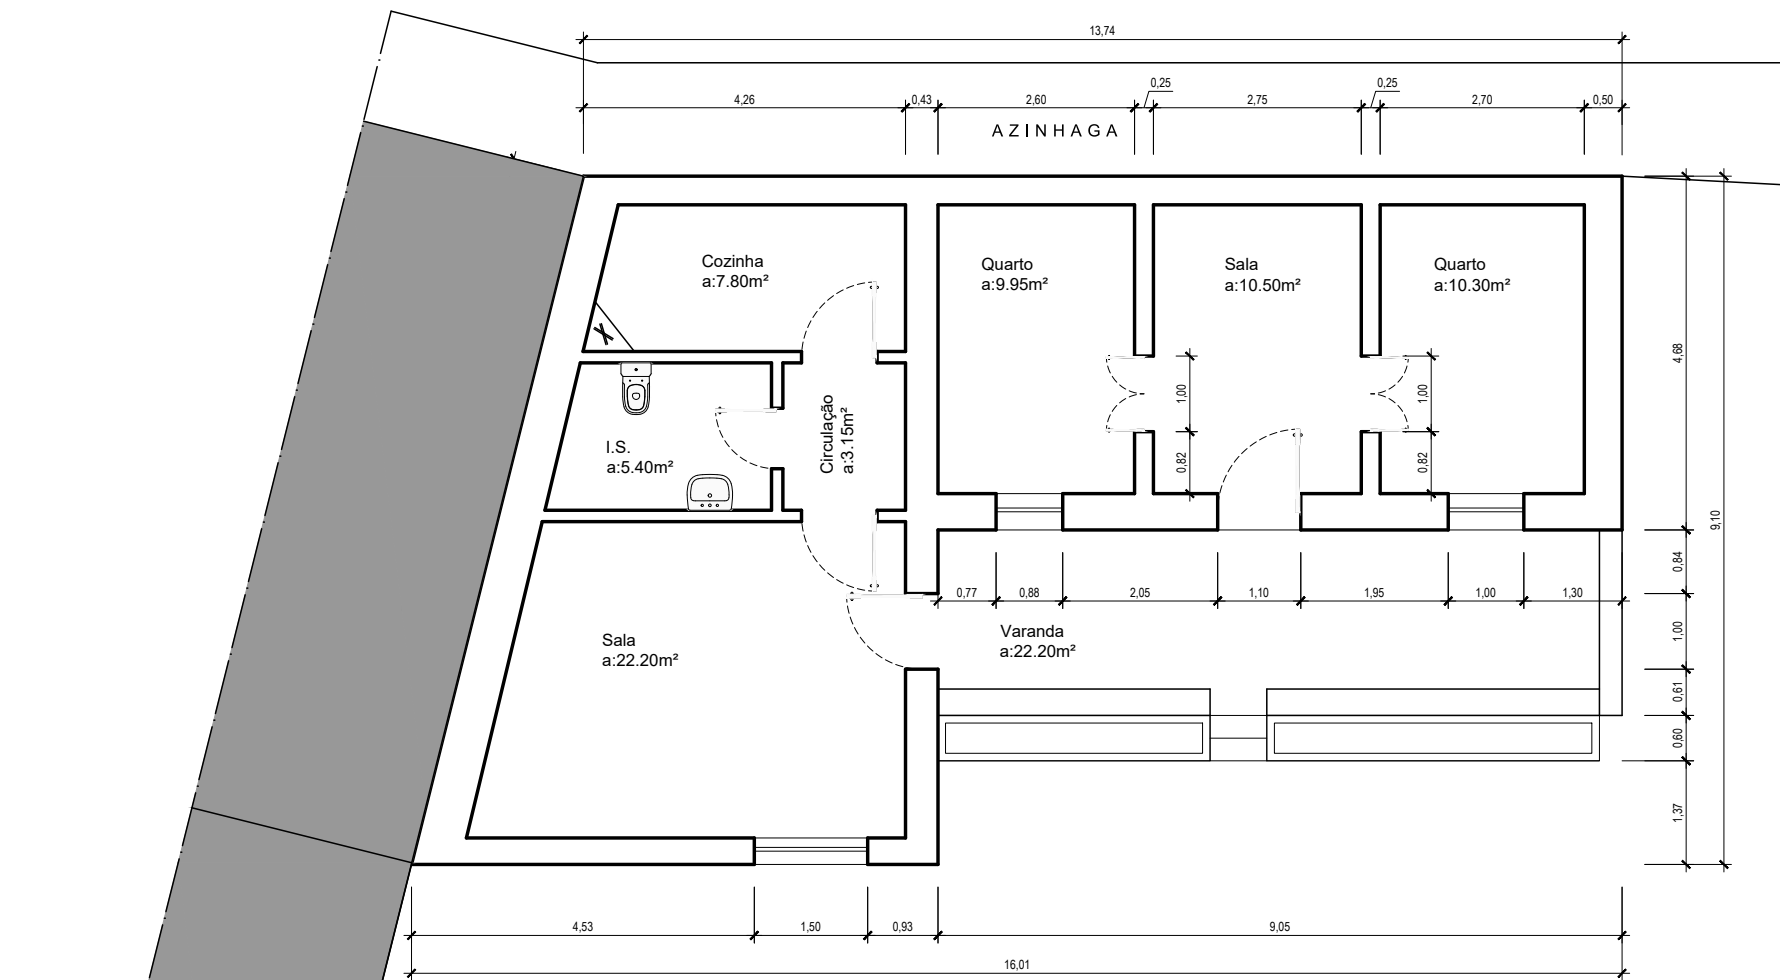 13,74
4,26
0,43
2,60
0,25
2,75
0,25
2,70
0,50
AZINHAGA
Cozinha
a:7.80m²
Quarto
a:9.95m²
Sala
a:10.50m²
Quarto
a:10.30m²
4,68
9,10
1,00
0,82
1,00
0,82
I.S.
a:5.40m²
Circulação
a:3.15m²
0,84
0,77
0,88
2,05
1,10
1,95
1,00
1,30
Varanda
a:22.20m²
1,00
Sala
a:22.20m²
0,61
0,60
1,37
4,53
1,50
0,93
9,05
16,01